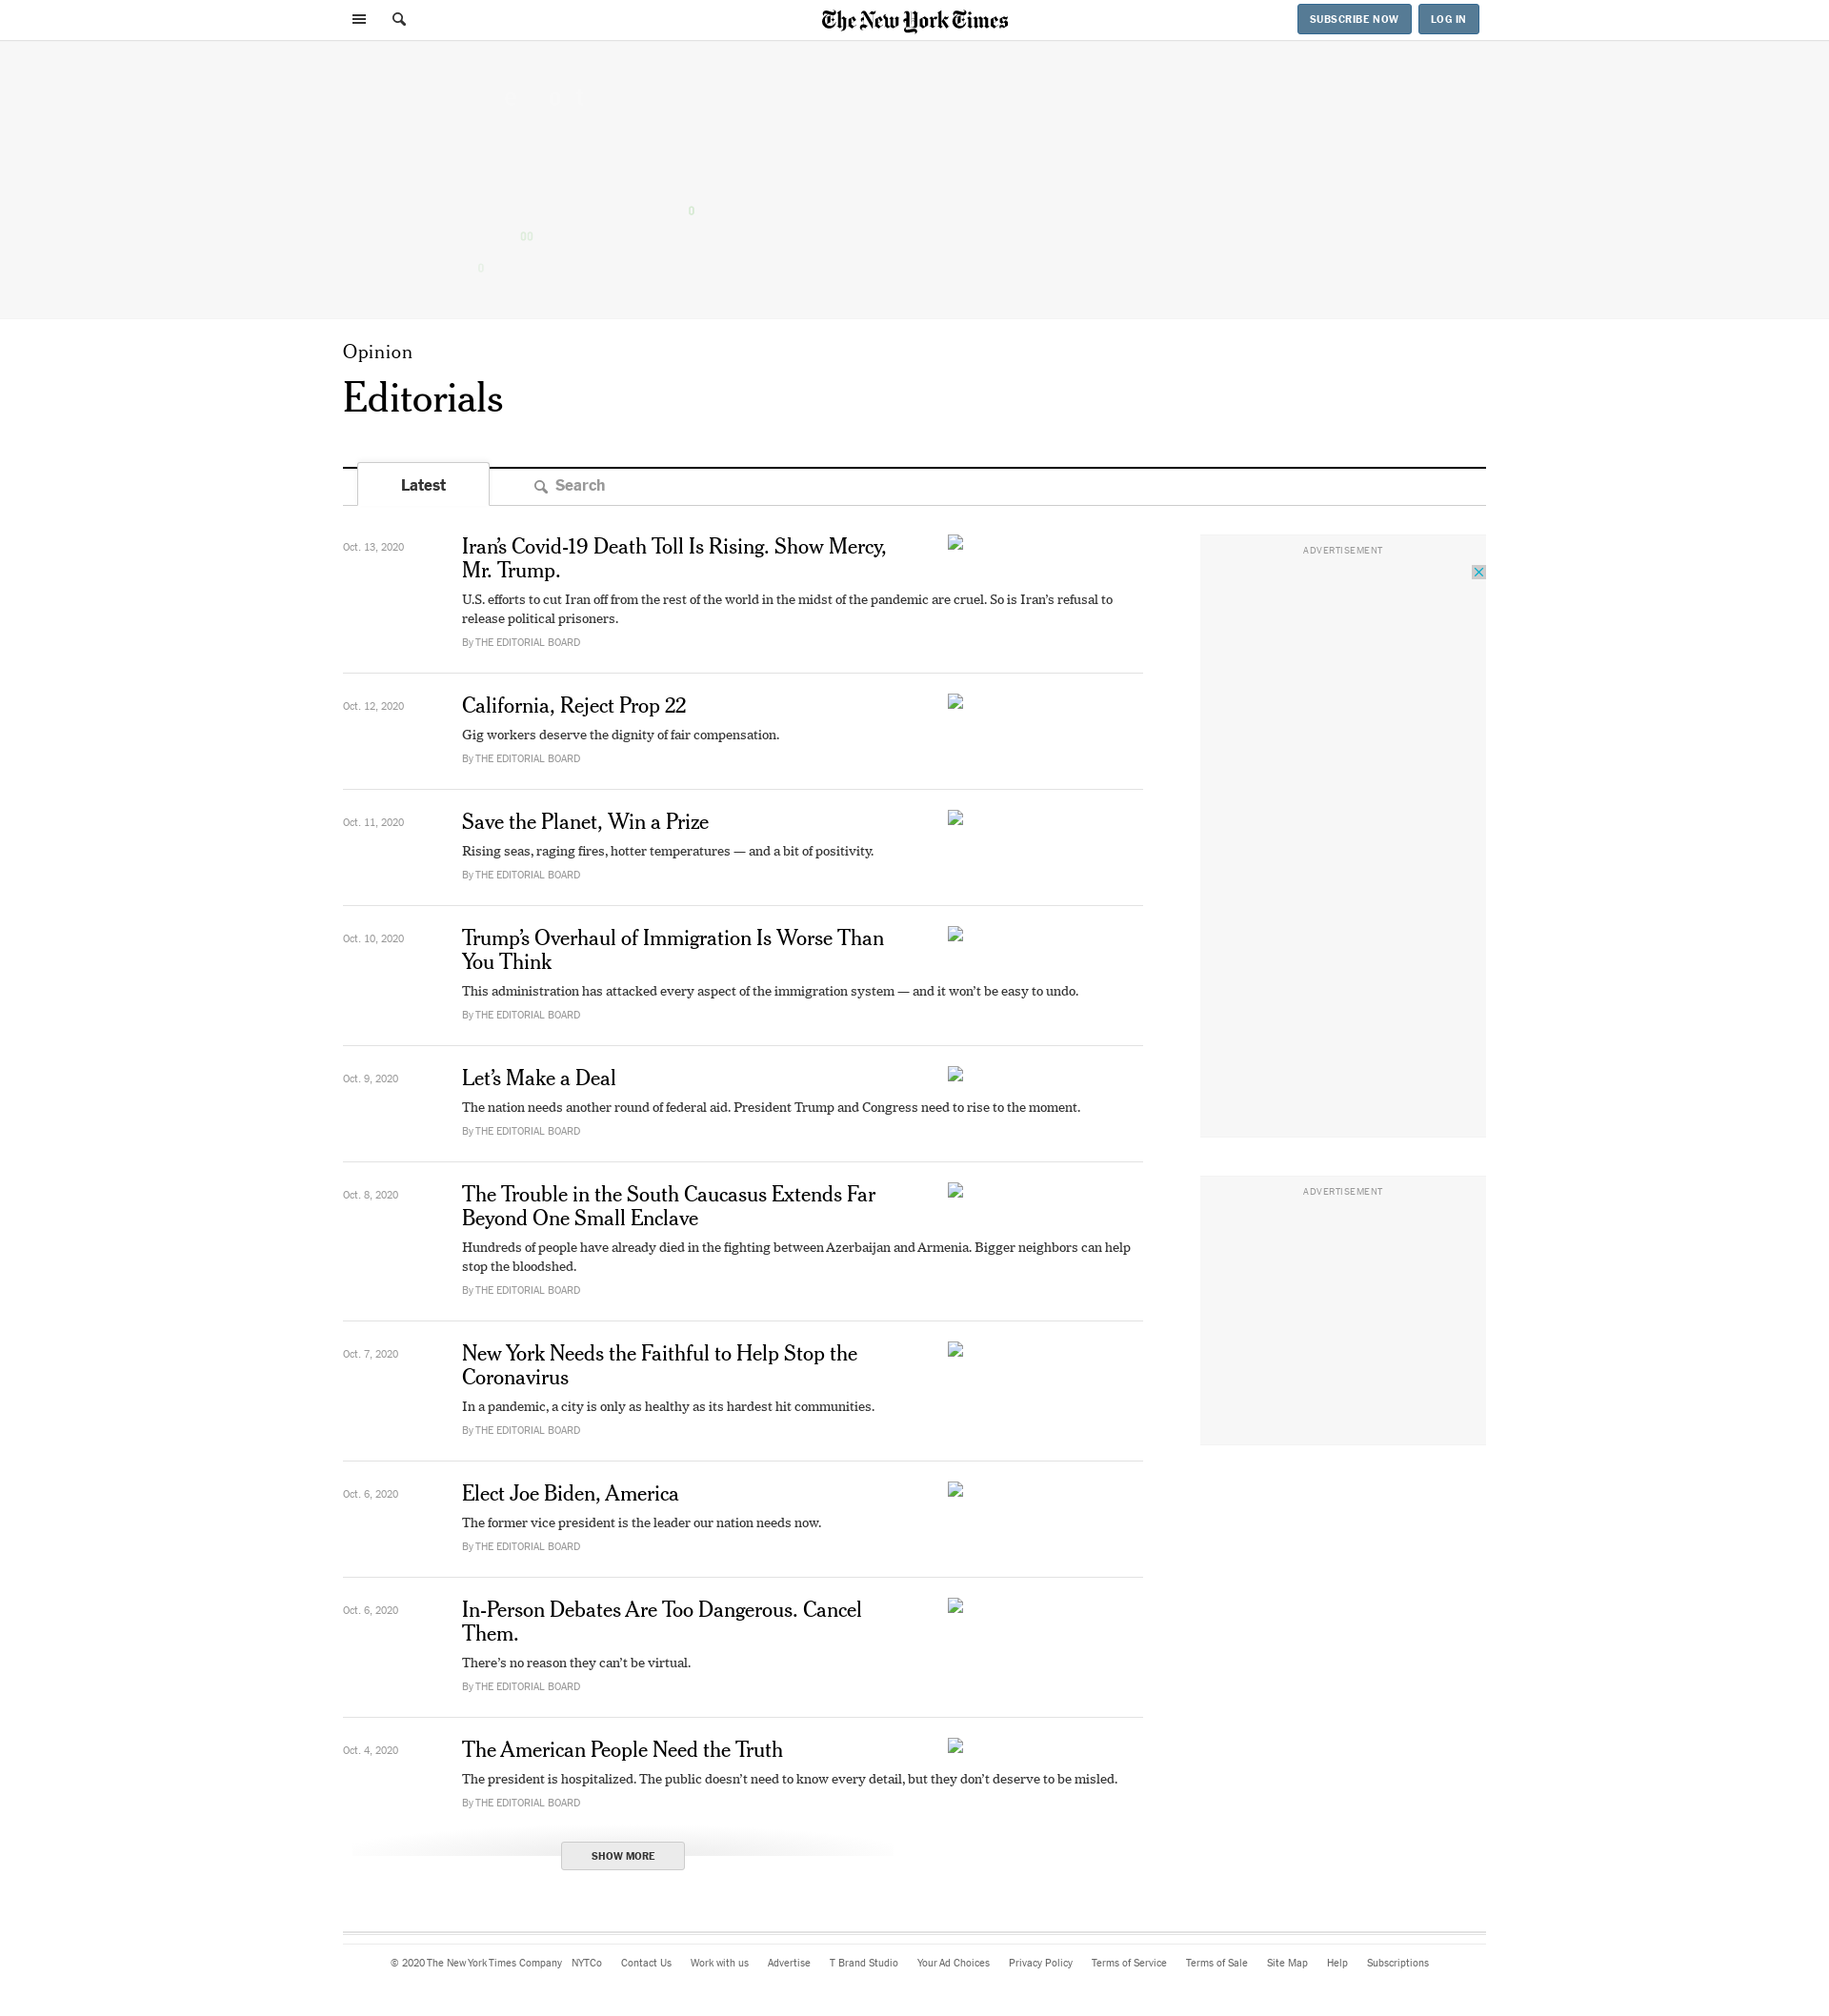 The New York Times
SUBSCRIBE NOW
LOG IN
Opinion
Editorials
Latest
Search
Oct. 13, 2020
Iran’s Covid-19 Death Toll Is Rising. Show Mercy,
Mr. Trump.
U.S. efforts to cut Iran off from the rest of the world in the midst of the pandemic are cruel. So is Iran’s refusal to
release political prisoners.
By THE EDITORIAL BOARD
ADVERTISEMENT
Oct. 12, 2020
California, Reject Prop 22
Gig workers deserve the dignity of fair compensation.
By THE EDITORIAL BOARD
Oct. 11, 2020
Save the Planet, Win a Prize
Rising seas, raging fires, hotter temperatures — and a bit of positivity.
By THE EDITORIAL BOARD
Oct. 10, 2020
Trump’s Overhaul of Immigration Is Worse Than
You Think
This administration has attacked every aspect of the immigration system — and it won’t be easy to undo.
By THE EDITORIAL BOARD
Oct. 9, 2020
Let’s Make a Deal
The nation needs another round of federal aid. President Trump and Congress need to rise to the moment.
By THE EDITORIAL BOARD
Oct. 8, 2020
The Trouble in the South Caucasus Extends Far
Beyond One Small Enclave
Hundreds of people have already died in the fighting between Azerbaijan and Armenia. Bigger neighbors can help
stop the bloodshed.
By THE EDITORIAL BOARD
ADVERTISEMENT
Oct. 7, 2020
New York Needs the Faithful to Help Stop the
Coronavirus
In a pandemic, a city is only as healthy as its hardest hit communities.
By THE EDITORIAL BOARD
Oct. 6, 2020
Elect Joe Biden, America
The former vice president is the leader our nation needs now.
By THE EDITORIAL BOARD
Oct. 6, 2020
In-Person Debates Are Too Dangerous. Cancel
Them.
There’s no reason they can’t be virtual.
By THE EDITORIAL BOARD
Oct. 4, 2020
The American People Need the Truth
The president is hospitalized. The public doesn’t need to know every detail, but they don’t deserve to be misled.
By THE EDITORIAL BOARD
SHOW MORE
© 2020 The New York Times Company NYTCo Contact Us Work with us Advertise T Brand Studio Your Ad Choices Privacy Policy Terms of Service Terms of Sale Site Map Help Subscriptions